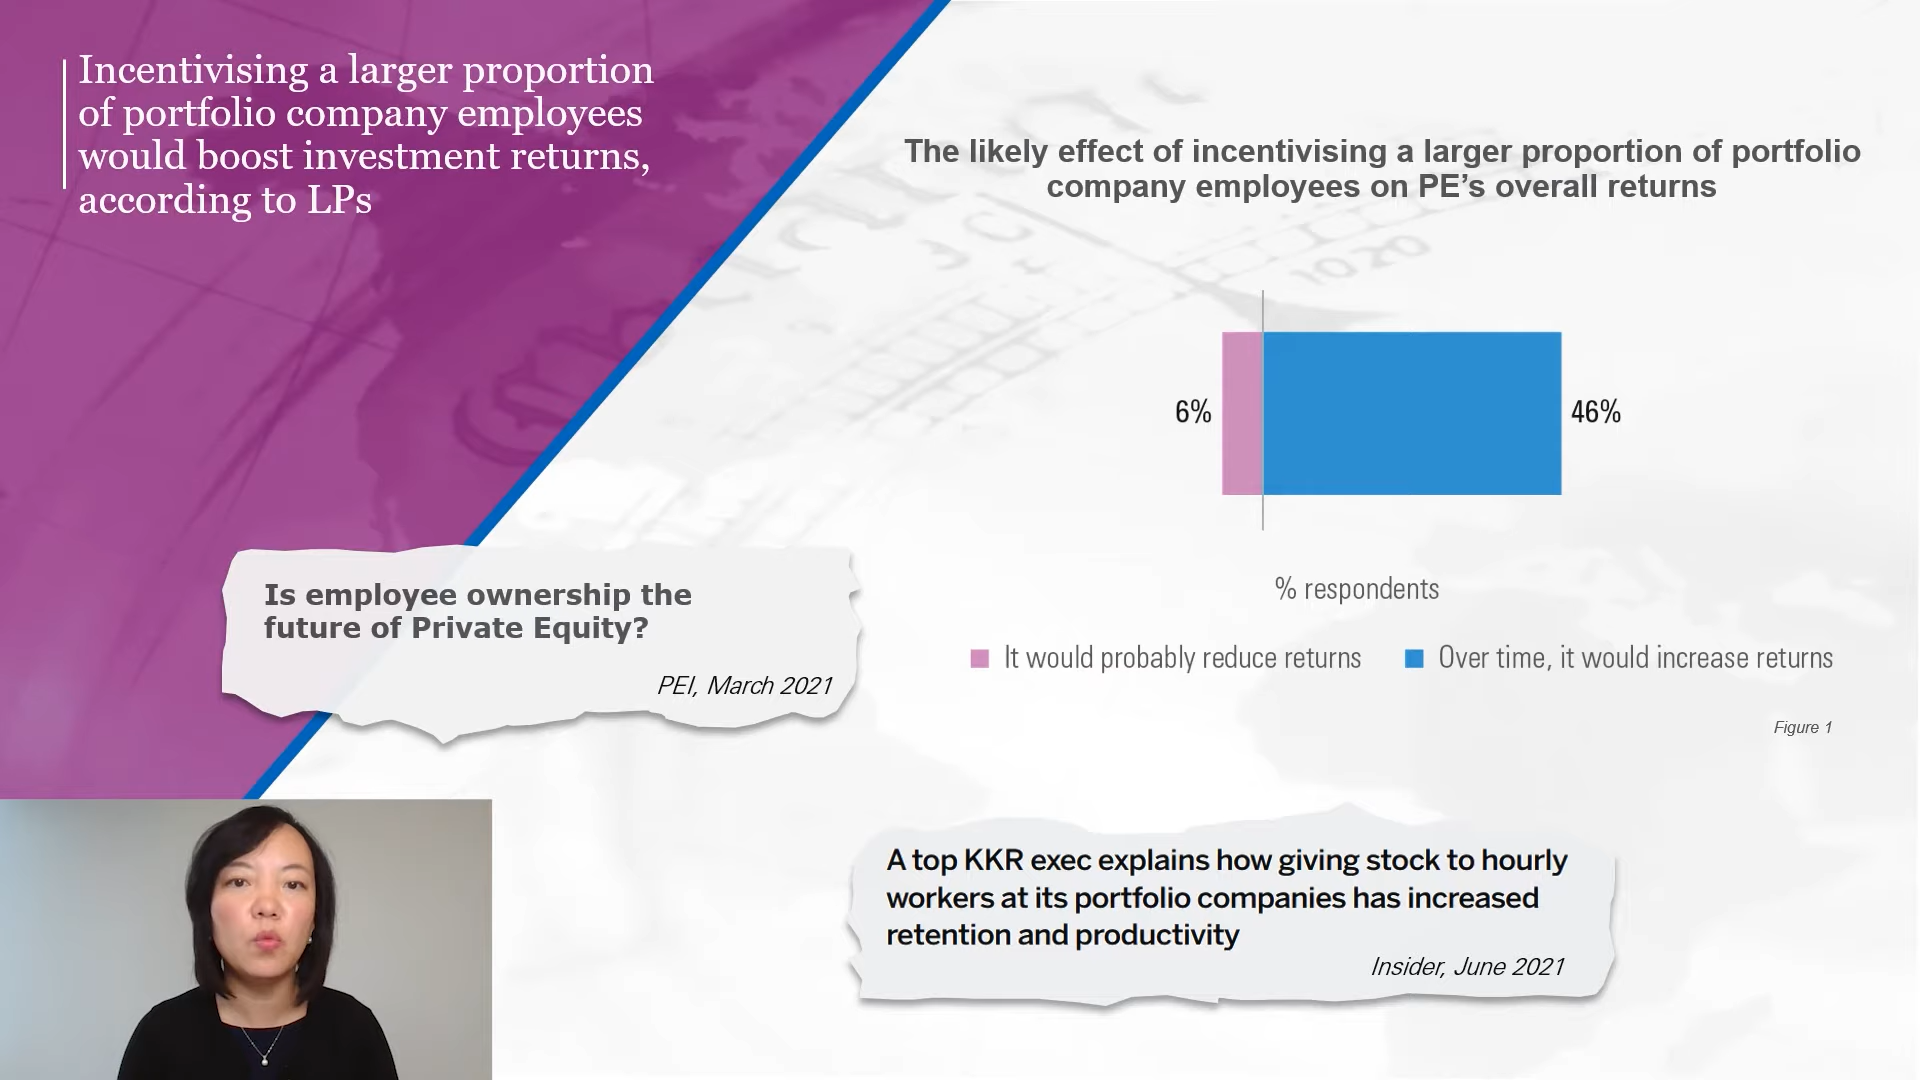 Incentivising a larger proportion
of portfolio company employees
would boost investment returns,
according to LPs
The likely effect of incentivising a larger proportion of portfolio
company employees on PE’s overall returns
6%
46%
% respondents
It would probably reduce returns
Over time, it would increase returns
Figure 1
Is employee ownership the
future of Private Equity?
PEI, March 2021
A top KKR exec explains how giving stock to hourly
workers at its portfolio companies has increased
retention and productivity
Insider, June 2021
1020